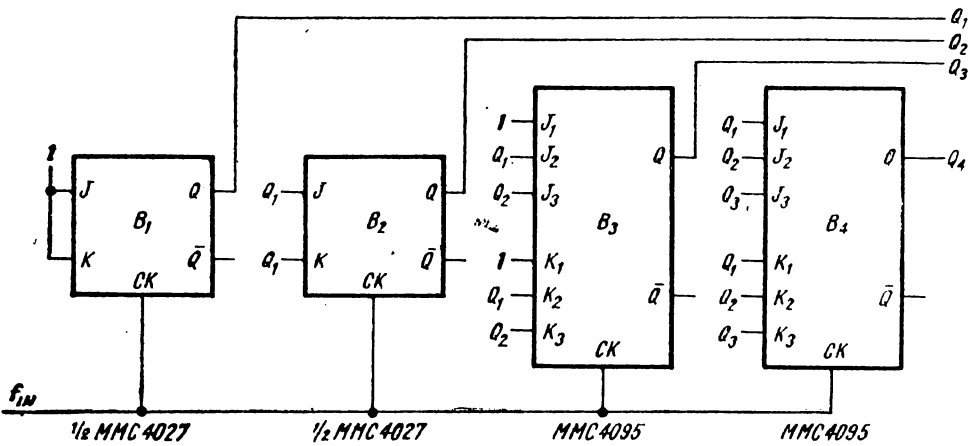 Q₁
Q₂
Q₃
1 J₁ Q₁ J₁
Q₁ J₂ Q Q₂ J₂ Q Q₄
1
J Q Q₁ J Q Q₂ J₃ Q₃ J₃
B₁ B₂ B₃ B₄
K Q̅ Q₁ K Q̅ 1 K₁ Q₁ K₁
CK CK Q₁ K₂ Q̅ Q₂ K₂ Q̅
Q₂ K₃ Q₃ K₃
CK CK
f_IN
1/2 MMC4027 1/2 MMC4027 MMC4095 MMC4095